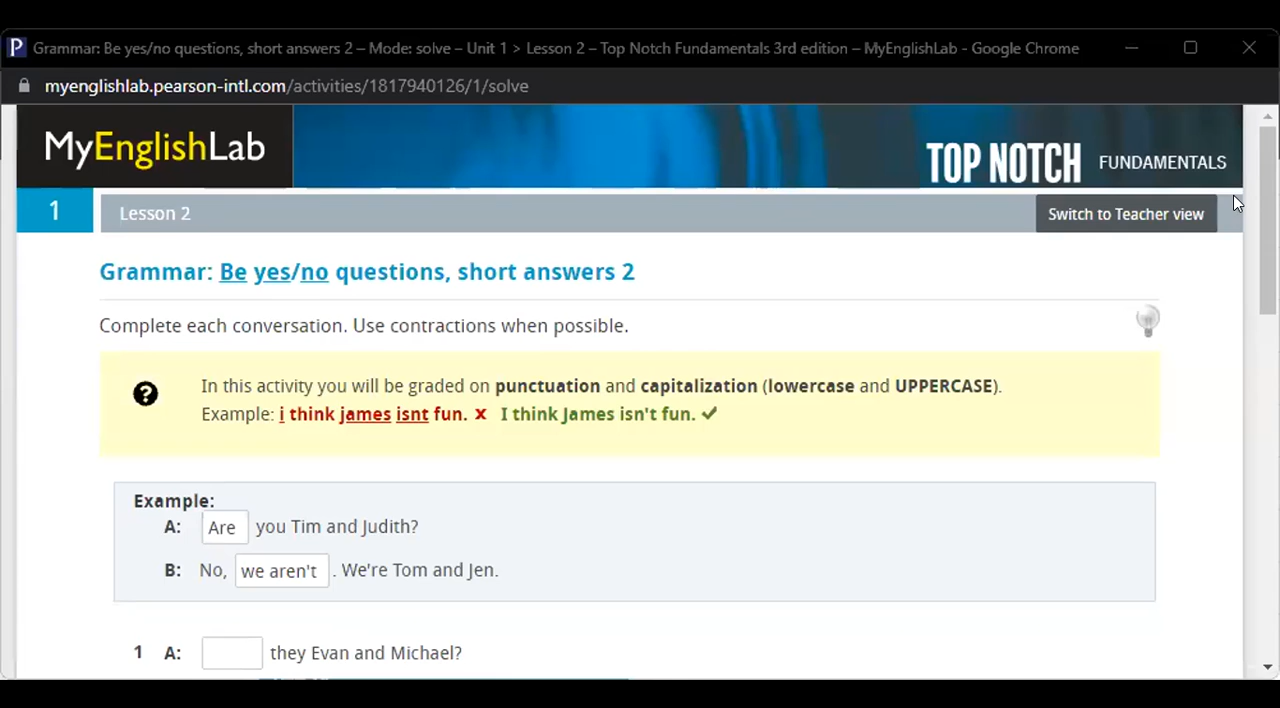 P Grammar: Be yes/no questions, short answers 2 – Mode: solve – Unit 1 > Lesson 2 – Top Notch Fundamentals 3rd edition – MyEnglishLab - Google Chrome
myenglishlab.pearson-intl.com/activities/1817940126/1/solve
MyEnglishLab TOP NOTCH FUNDAMENTALS
1 Lesson 2 Switch to Teacher view
Grammar: Be yes/no questions, short answers 2
Complete each conversation. Use contractions when possible.
In this activity you will be graded on punctuation and capitalization (lowercase and UPPERCASE).
Example: i think james isnt fun. x I think James isn't fun. ✓
Example:
A: Are you Tim and Judith?
B: No, we aren't . We're Tom and Jen.
1 A: they Evan and Michael?